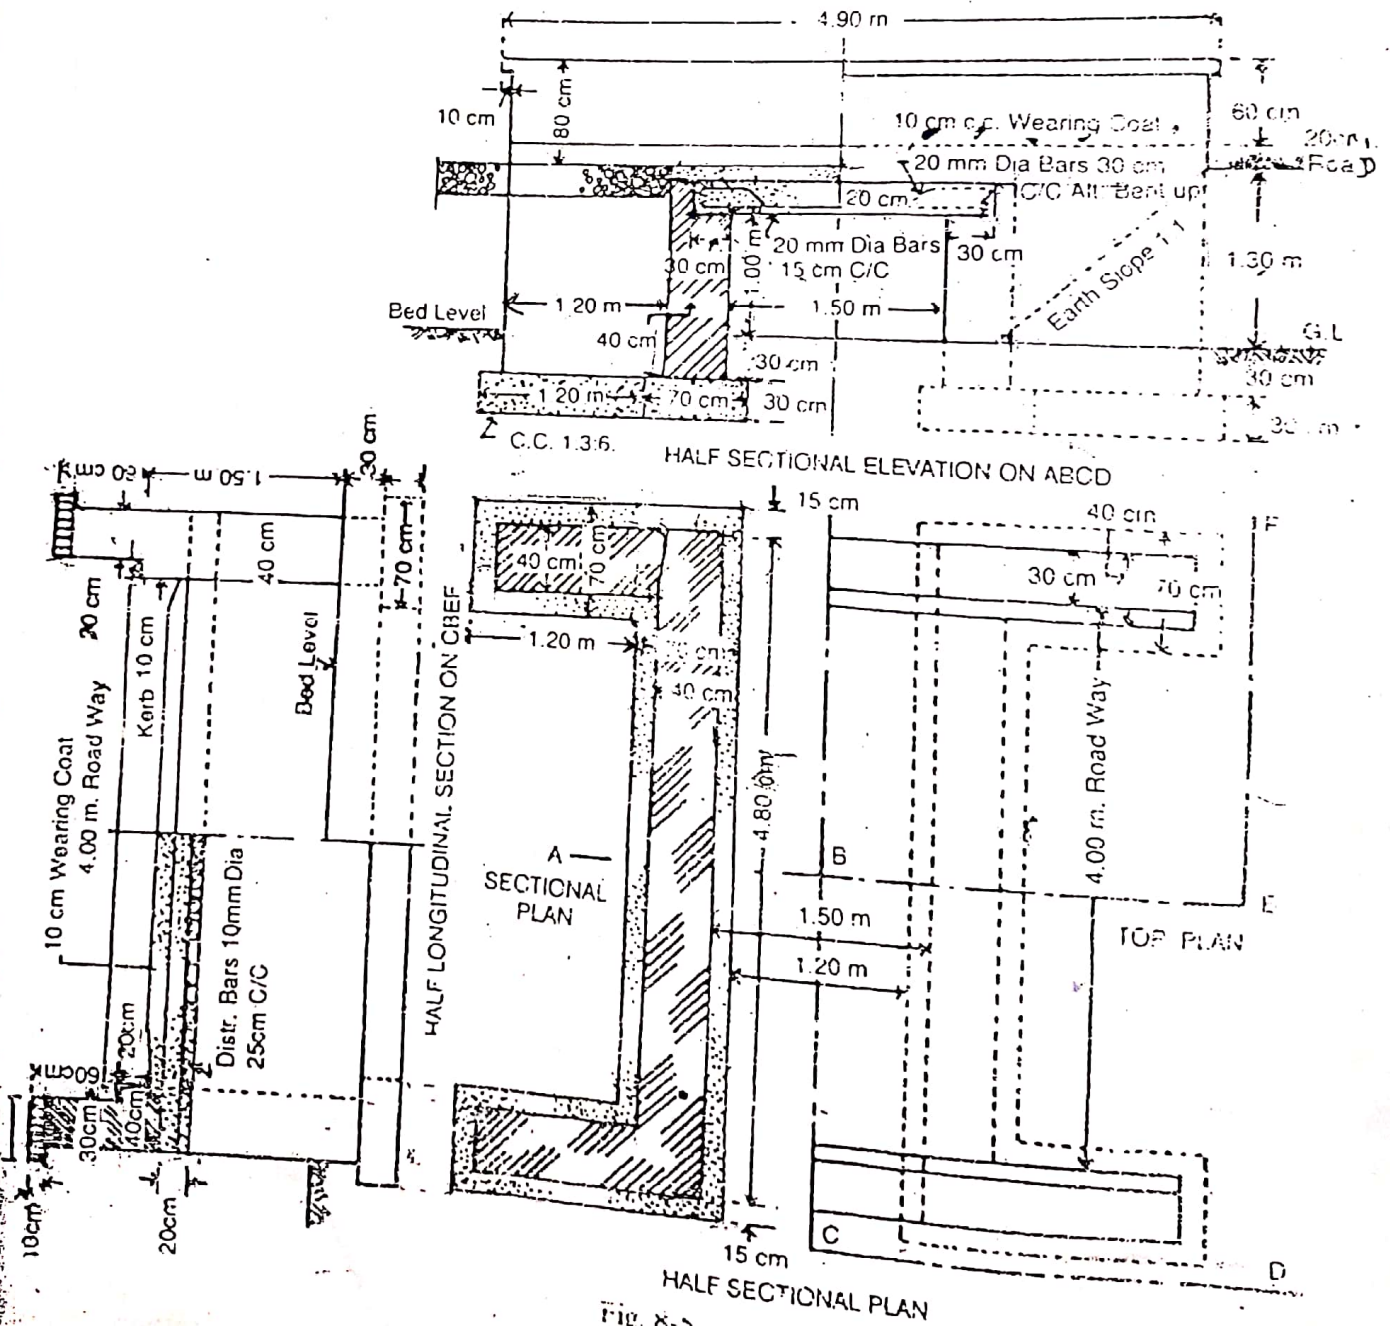 4.90 m
10 cm
80 cm
10 cm c.c. Wearing Coat
60 cm
20cm
Road
20 mm Dia Bars 30 cm
C/C Alt. Bent up
20 cm
20 mm Dia Bars
15 cm C/C
30 cm
30 cm
1.00 m
Earth Slope 1:1
1.30 m
Bed Level
1.20 m
1.50 m
40 cm
G.L
30 cm
30 cm
1.20 m
70 cm
30 cm
30 cm
C.C. 1:3:6.
HALF SECTIONAL ELEVATION ON ABCD
60 cm
1.50 m
30 cm
40 cm
70 cm
20 cm
Kerb 10 cm
Bed Level
10 cm Wearing Coat
4.00 m. Road Way
HALF LONGITUDINAL SECTION ON CBEF
Distr. Bars 10mm Dia
25cm C/C
60cm
20cm
30cm
40cm
10cm
20cm
15 cm
40 cm
70 cm
1.20 m
70 cm
40 cm
4.80 cm
A
SECTIONAL
PLAN
15 cm
HALF SECTIONAL PLAN
40 cm
F
30 cm
70 cm
4.00 m. Road Way
B
E
1.50 m
TOP PLAN
1.20 m
C
D